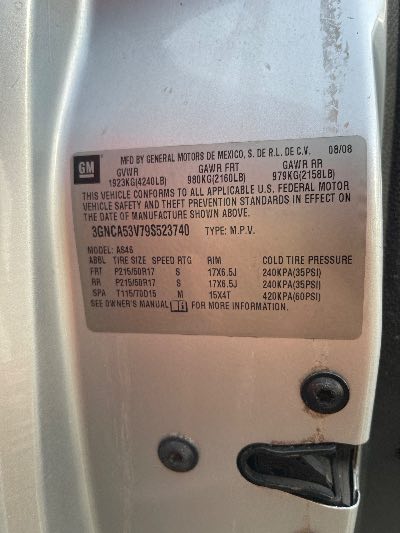 GM
MFD BY GENERAL MOTORS DE MEXICO, S. DE R.L. DE C.V. 08/08
GVWR GAWR FRT GAWR RR
1923KG(4240LB) 980KG(2160LB) 979KG(2158LB)
THIS VEHICLE CONFORMS TO ALL APPLICABLE U.S. FEDERAL MOTOR
VEHICLE SAFETY AND THEFT PREVENTION STANDARDS IN EFFECT ON
THE DATE OF MANUFACTURE SHOWN ABOVE.
3GNCA53V79S523740 TYPE: M.P.V.
MODEL: AS46
ABBL TIRE SIZE SPEED RTG RIM COLD TIRE PRESSURE
FRT P215/50R17 S 17X6.5J 240KPA(35PSI)
RR P215/50R17 S 17X6.5J 240KPA(35PSI)
SPA T115/70D15 M 15X4T 420KPA(60PSI)
SEE OWNER'S MANUAL FOR MORE INFORMATION.